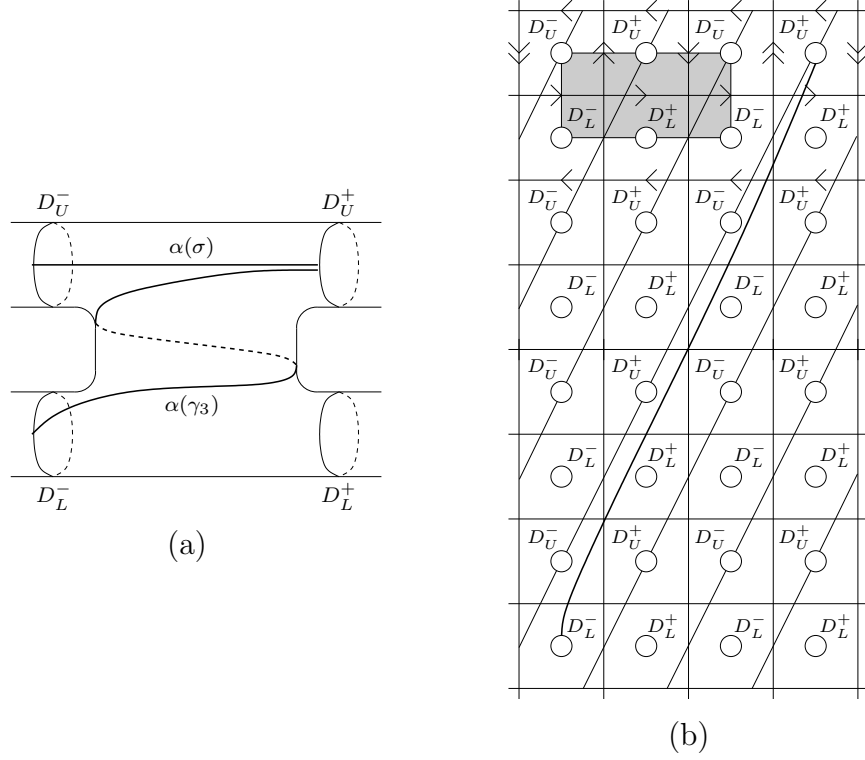 D_U^- D_U^+
α(σ)
α(γ_3)
D_L^- D_L^+
(a)
D_U^- D_U^+ D_U^- D_U^+
D_L^- D_L^+ D_L^- D_L^+
D_U^- D_U^+ D_U^- D_U^+
D_L^- D_L^+ D_L^- D_L^+
D_U^- D_U^+ D_U^- D_U^+
D_L^- D_L^+ D_L^- D_L^+
D_U^- D_U^+ D_U^- D_U^+
D_L^- D_L^+ D_L^- D_L^+
(b)